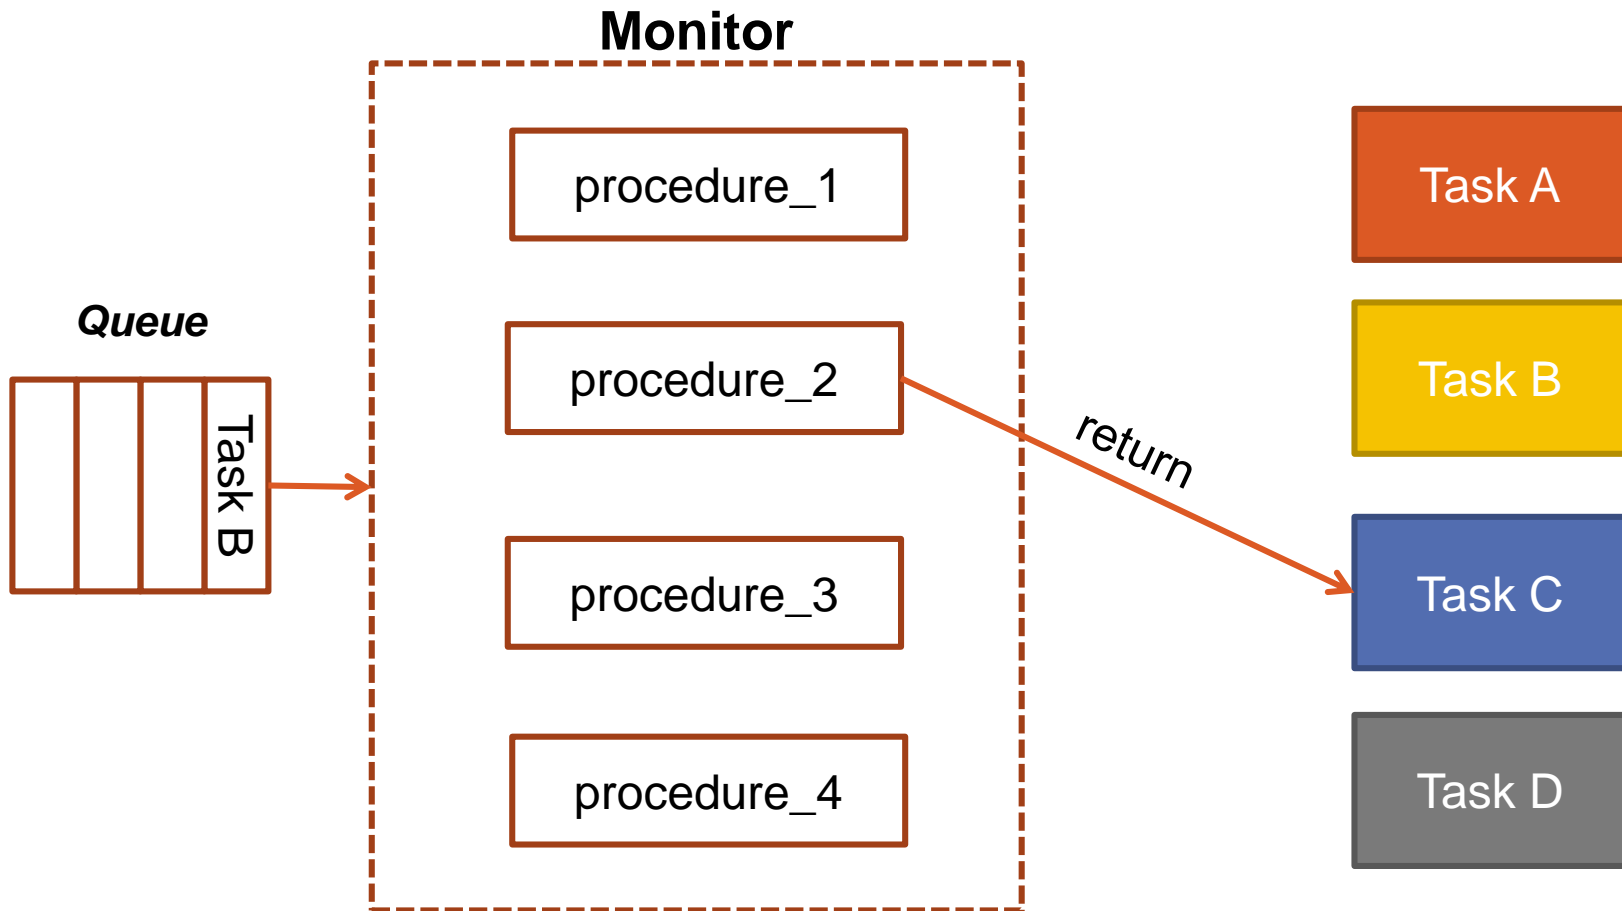 Monitor
procedure_1
Task A
Queue
procedure_2
return
Task B
Task B
procedure_3
Task C
procedure_4
Task D